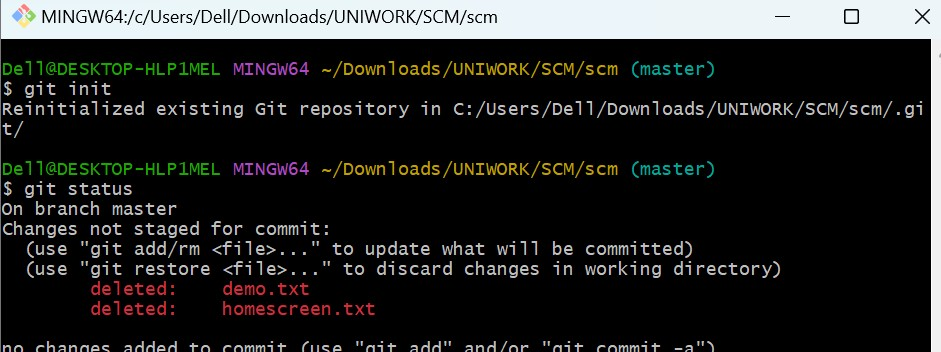 MINGW64:/c/Users/Dell/Downloads/UNIWORK/SCM/scm
Dell@DESKTOP-HLP1MEL MINGW64 ~/Downloads/UNIWORK/SCM/scm (master)
$ git init
Reinitialized existing Git repository in C:/Users/Dell/Downloads/UNIWORK/SCM/scm/.gi
t/
Dell@DESKTOP-HLP1MEL MINGW64 ~/Downloads/UNIWORK/SCM/scm (master)
$ git status
On branch master
Changes not staged for commit:
  (use "git add/rm <file>..." to update what will be committed)
  (use "git restore <file>..." to discard changes in working directory)
        deleted:    demo.txt
        deleted:    homescreen.txt
no changes added to commit (use "git add" and/or "git commit -a")